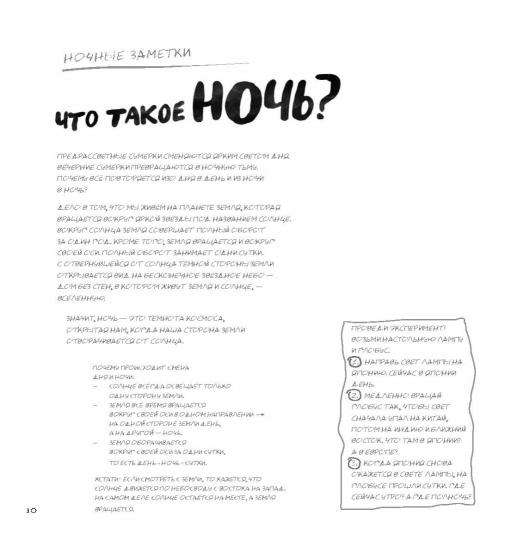 НОЧНЫЕ ЗАМЕТКИ
ЧТО ТАКОЕ НОЧЬ?
ПРЕДРАССВЕТНЫЕ СУМЕРКИ СМЕНЯЮТСЯ ЯРКИМ СВЕТОМ ДНЯ.
ВЕЧЕРНИЕ СУМЕРКИ ПРЕВРАЩАЮТСЯ В НОЧНУЮ ТЬМУ.
ПОЧЕМУ ВСЕ ПОВТОРЯЕТСЯ ИЗО ДНЯ В ДЕНЬ И ИЗ НОЧИ
В НОЧЬ?
ДЕЛО В ТОМ, ЧТО МЫ ЖИВЕМ НА ПЛАНЕТЕ ЗЕМЛЯ, КОТОРАЯ
ВРАЩАЕТСЯ ВОКРУГ ЯРКОЙ ЗВЕЗДЫ ПОД НАЗВАНИЕМ СОЛНЦЕ.
ВОКРУГ СОЛНЦА ЗЕМЛЯ СОВЕРШАЕТ ПОЛНЫЙ ОБОРОТ
ЗА ОДИН ГОД. КРОМЕ ТОГО, ЗЕМЛЯ ВРАЩАЕТСЯ И ВОКРУГ
СВОЕЙ ОСИ. ПОЛНЫЙ ОБОРОТ ЗАНИМАЕТ ОДНИ СУТКИ.
С ОТВЕРНУВШЕЙСЯ ОТ СОЛНЦА ТЕМНОЙ СТОРОНЫ ЗЕМЛИ
ОТКРЫВАЕТСЯ ВИД НА БЕСКОНЕЧНОЕ ЗВЕЗДНОЕ НЕБО —
ДОМ БЕЗ СТЕН, В КОТОРОМ ЖИВУТ ЗЕМЛЯ И СОЛНЦЕ, —
ВСЕЛЕННУЮ.
ЗНАЧИТ, НОЧЬ — ЭТО ТЕМНОТА КОСМОСА,
ОТКРЫТАЯ НАМ, КОГДА НАША СТОРОНА ЗЕМЛИ
ОТВОРАЧИВАЕТСЯ ОТ СОЛНЦА.
ПОЧЕМУ ПРОИСХОДИТ СМЕНА
ДНЯ И НОЧИ:
– СОЛНЦЕ ВСЕГДА ОСВЕЩАЕТ ТОЛЬКО
ОДНУ СТОРОНУ ЗЕМЛИ.
– ЗЕМЛЯ ВСЕ ВРЕМЯ ВРАЩАЕТСЯ
ВОКРУГ СВОЕЙ ОСИ В ОДНОМ НАПРАВЛЕНИИ →
НА ОДНОЙ СТОРОНЕ ЗЕМЛИ ДЕНЬ,
А НА ДРУГОЙ — НОЧЬ.
– ЗЕМЛЯ ОБОРАЧИВАЕТСЯ
ВОКРУГ СВОЕЙ ОСИ ЗА ОДНИ СУТКИ,
ТО ЕСТЬ ДЕНЬ + НОЧЬ = СУТКИ.
КСТАТИ: ЕСЛИ СМОТРЕТЬ С ЗЕМЛИ, ТО КАЖЕТСЯ, ЧТО
СОЛНЦЕ ДВИЖЕТСЯ ПО НЕБОСВОДУ С ВОСТОКА НА ЗАПАД.
НА САМОМ ДЕЛЕ СОЛНЦЕ ОСТАЕТСЯ НА МЕСТЕ, А ЗЕМЛЯ
ВРАЩАЕТСЯ.
ПРОВЕДИ ЭКСПЕРИМЕНТ!
ВОЗЬМИ НАСТОЛЬНУЮ ЛАМПУ
И ГЛОБУС.
1. НАПРАВЬ СВЕТ ЛАМПЫ НА
ЯПОНИЮ. СЕЙЧАС В ЯПОНИИ
ДЕНЬ.
2. МЕДЛЕННО ВРАЩАЙ
ГЛОБУС ТАК, ЧТОБЫ СВЕТ
СНАЧАЛА УПАЛ НА КИТАЙ,
ПОТОМ НА ИНДИЮ И БЛИЖНИЙ
ВОСТОК. ЧТО ТАМ В ЯПОНИИ?
А В ЕВРОПЕ?
3. КОГДА ЯПОНИЯ СНОВА
ОКАЖЕТСЯ В СВЕТЕ ЛАМПЫ, НА
ГЛОБУСЕ ПРОШЛИ СУТКИ. ГДЕ
СЕЙЧАС УТРО? А ГДЕ ПОЛНОЧЬ?
10